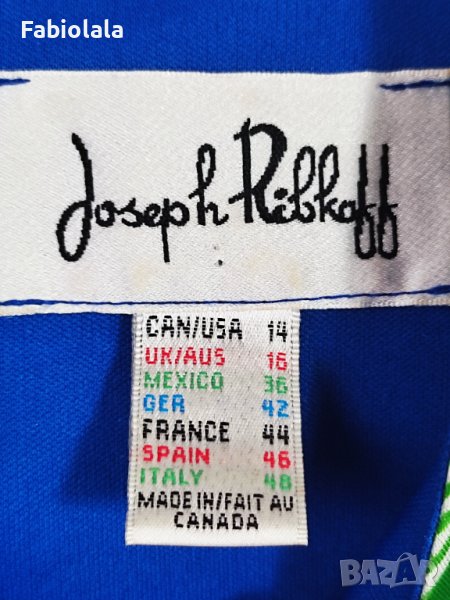 Fabiolala
Joseph Ribkoff
CAN/USA 14
UK/AUS 16
MEXICO 36
GER 42
FRANCE 44
SPAIN 46
ITALY 48
MADE IN/FAIT AU
CANADA
BAZAR